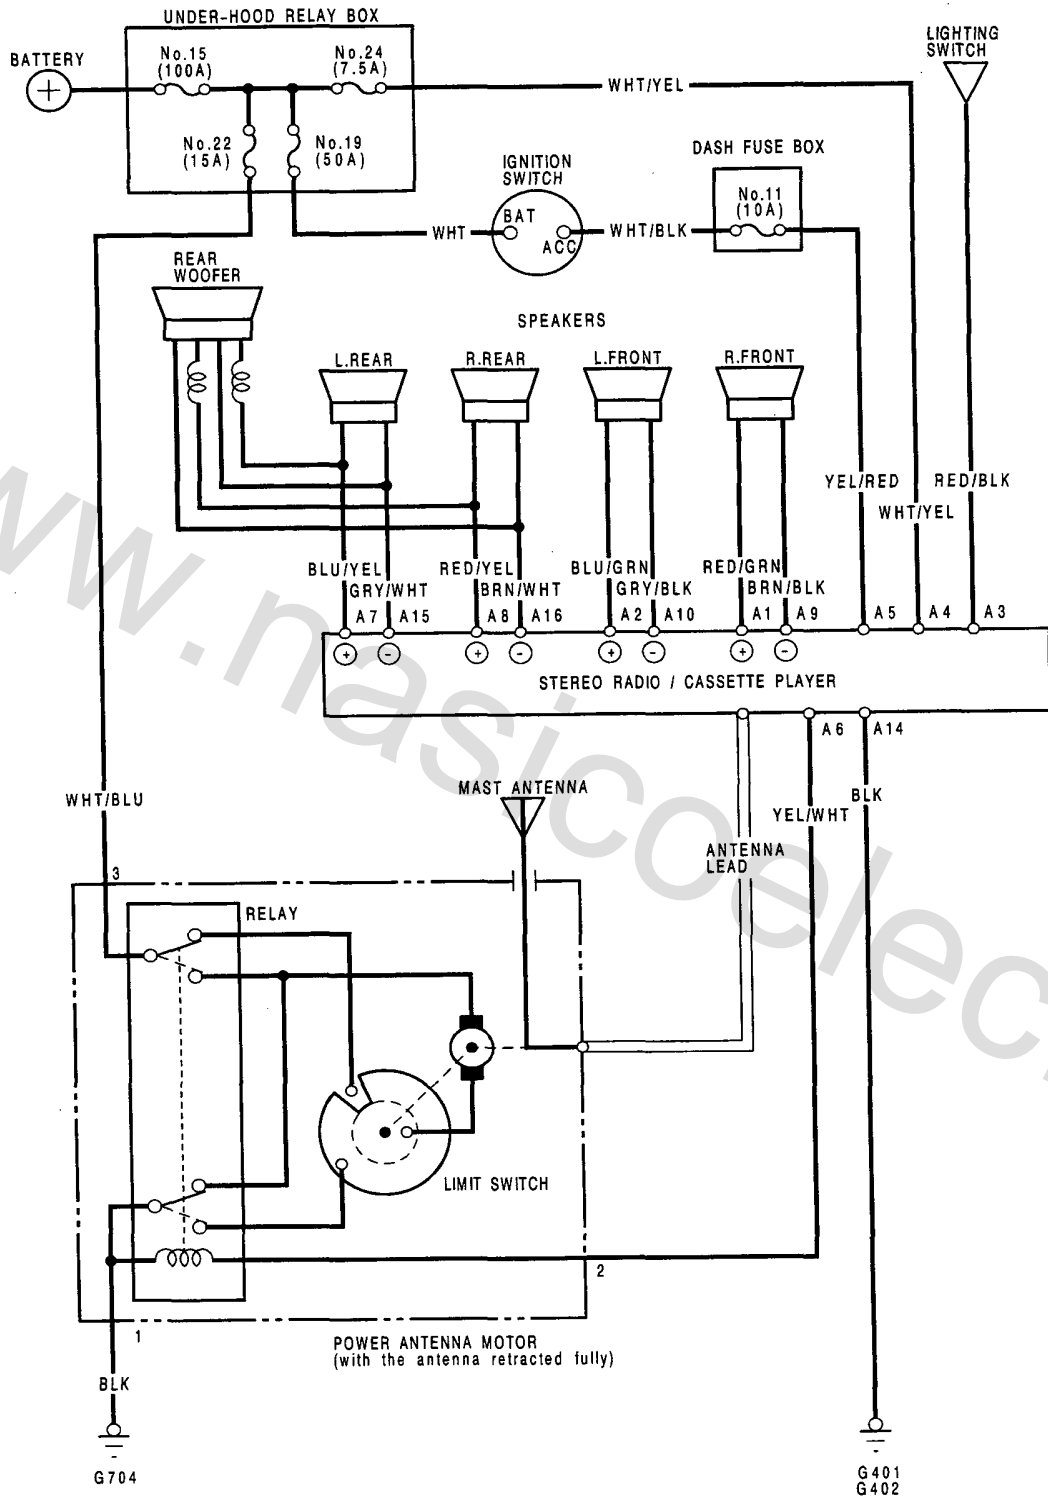 UNDER-HOOD RELAY BOX
BATTERY
No.15
(100A)
No.24
(7.5A)
WHT/YEL
LIGHTING
SWITCH
No.22
(15A)
No.19
(50A)
IGNITION
SWITCH
DASH FUSE BOX
No.11
(10A)
BAT
ACC
WHT
WHT/BLK
REAR
WOOFER
SPEAKERS
L.REAR
R.REAR
L.FRONT
R.FRONT
YEL/RED
RED/BLK
WHT/YEL
BLU/YEL
RED/YEL
BLU/GRN
RED/GRN
GRY/WHT
BRN/WHT
GRY/BLK
BRN/BLK
A7
A15
A8
A16
A2
A10
A1
A9
A5
A4
A3
+
-
+
-
+
-
+
-
STEREO RADIO / CASSETTE PLAYER
A6
A14
WHT/BLU
MAST ANTENNA
BLK
YEL/WHT
ANTENNA
LEAD
3
RELAY
LIMIT SWITCH
2
1
POWER ANTENNA MOTOR
(with the antenna retracted fully)
BLK
G704
G401
G402
ww.nasicoelec.